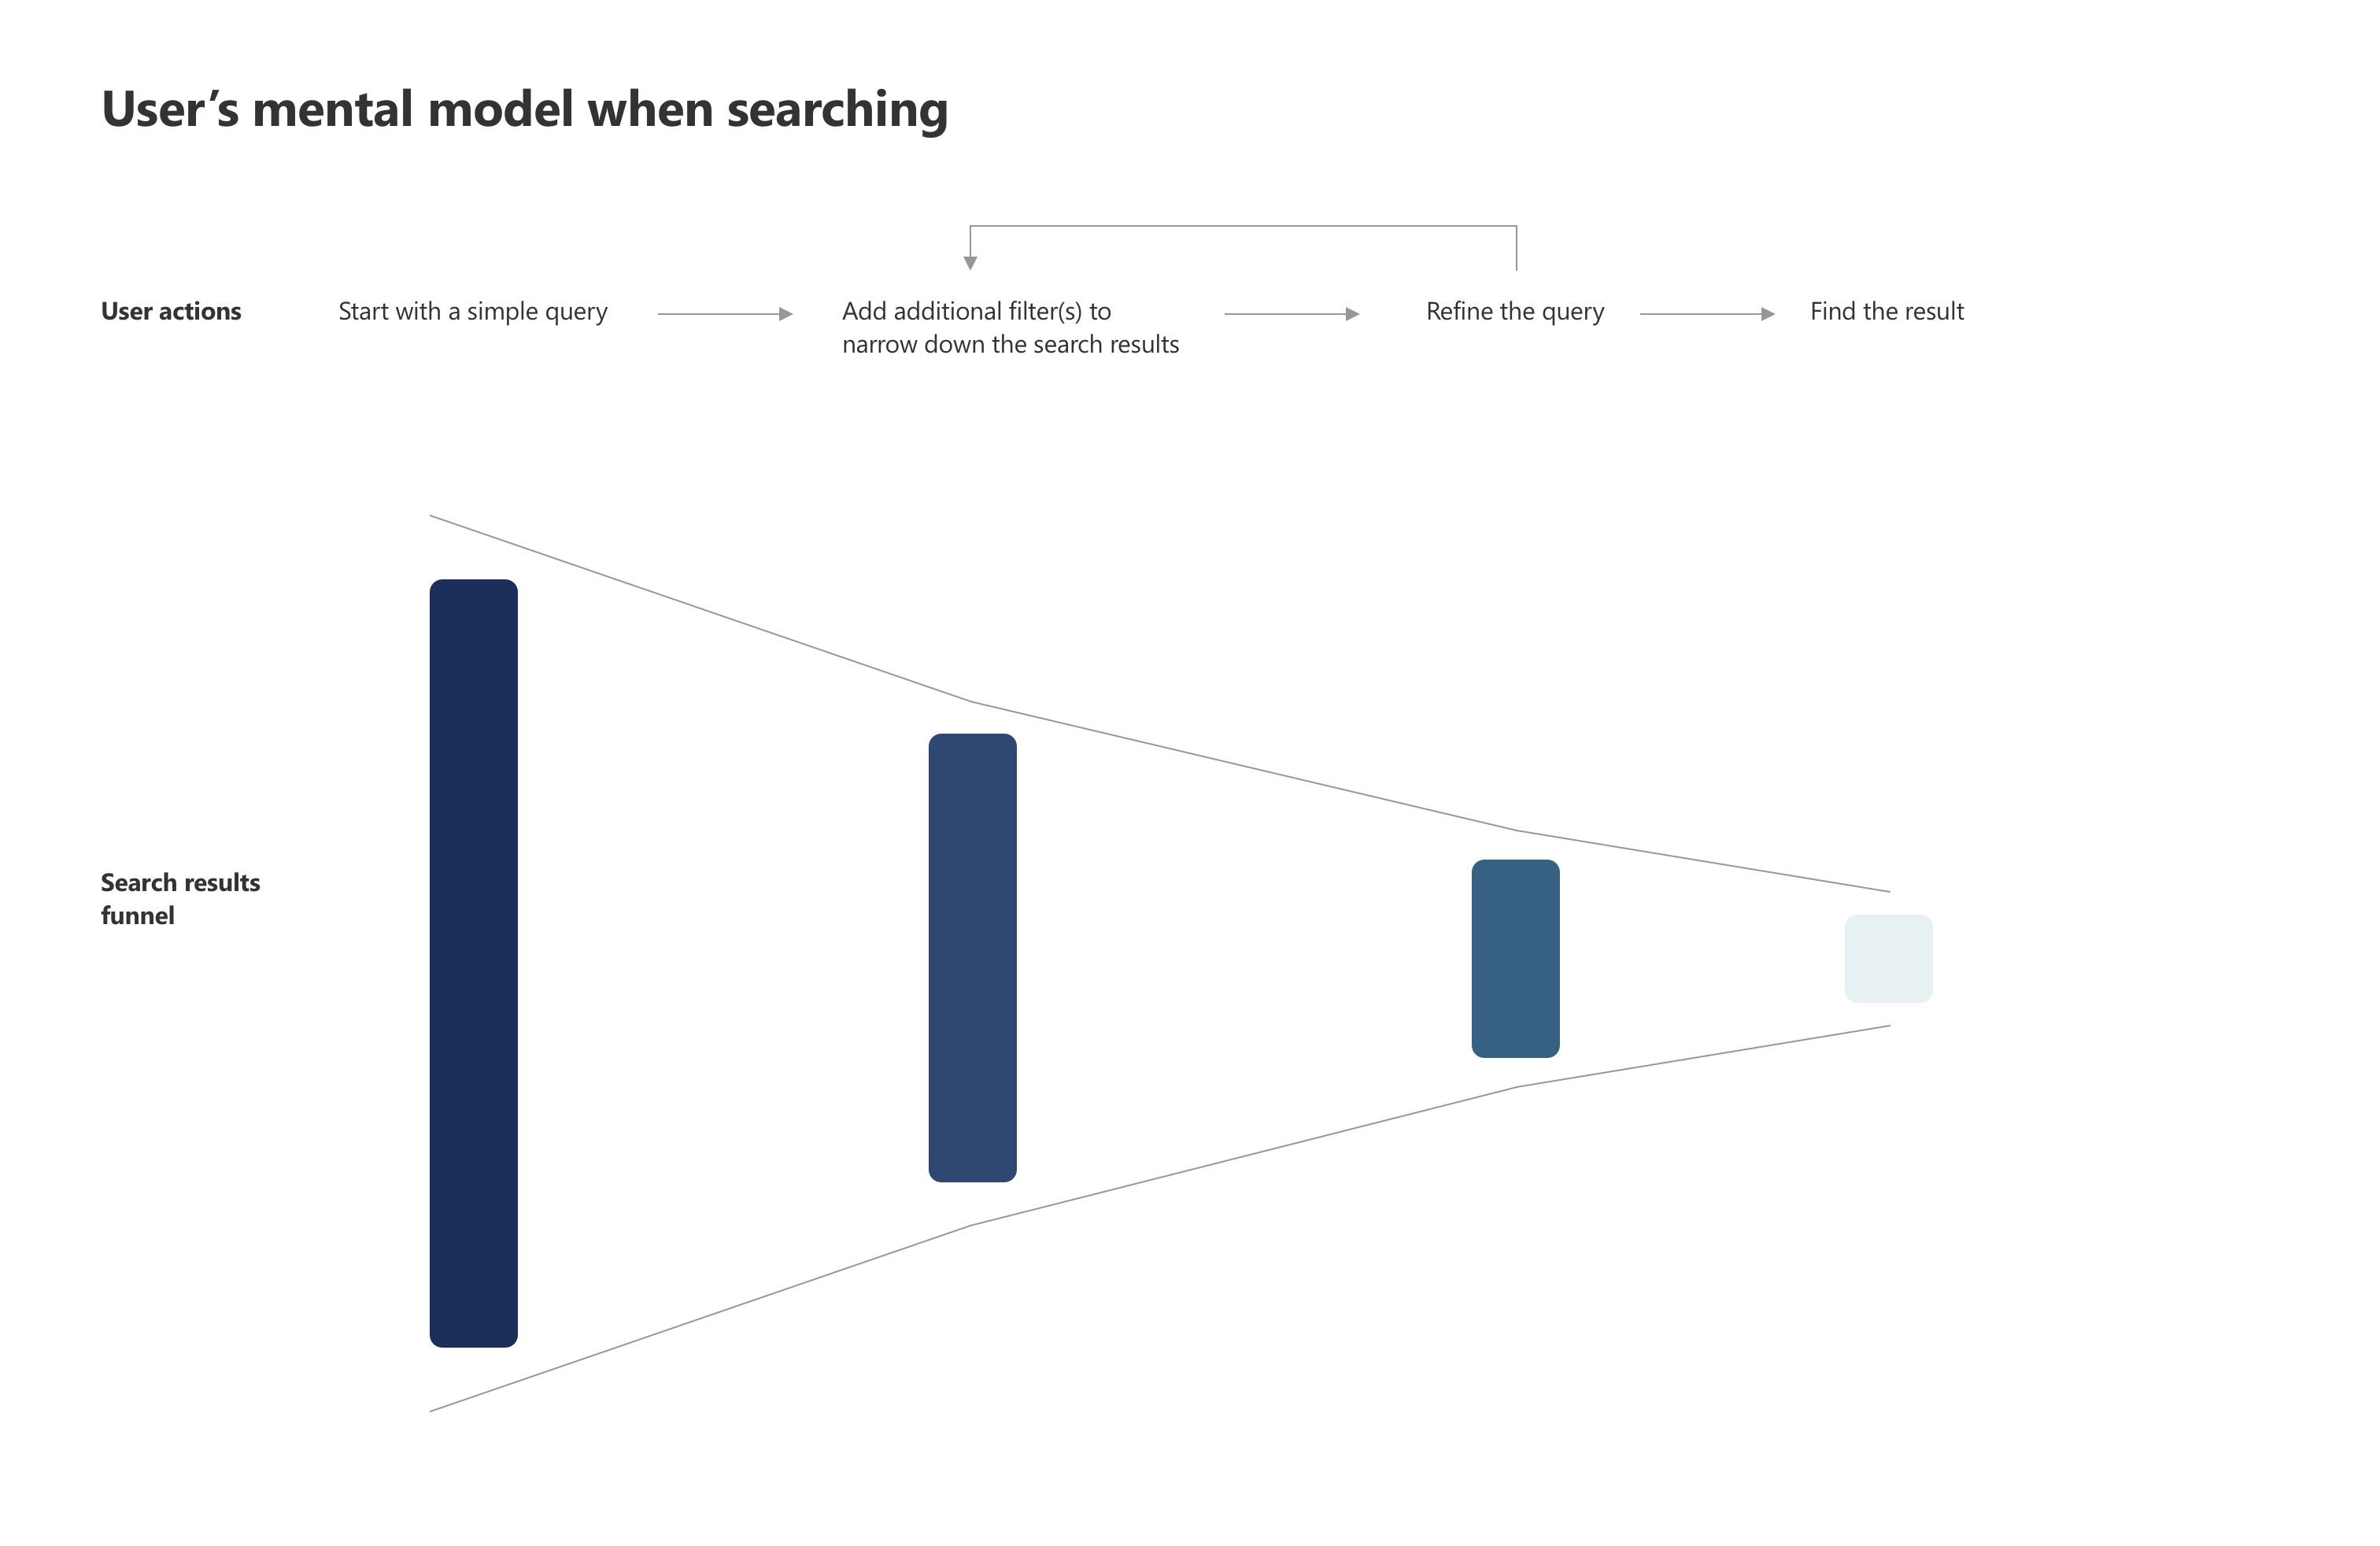 User’s mental model when searching
User actions
Start with a simple query
Add additional filter(s) to
narrow down the search results
Refine the query
Find the result
Search results
funnel